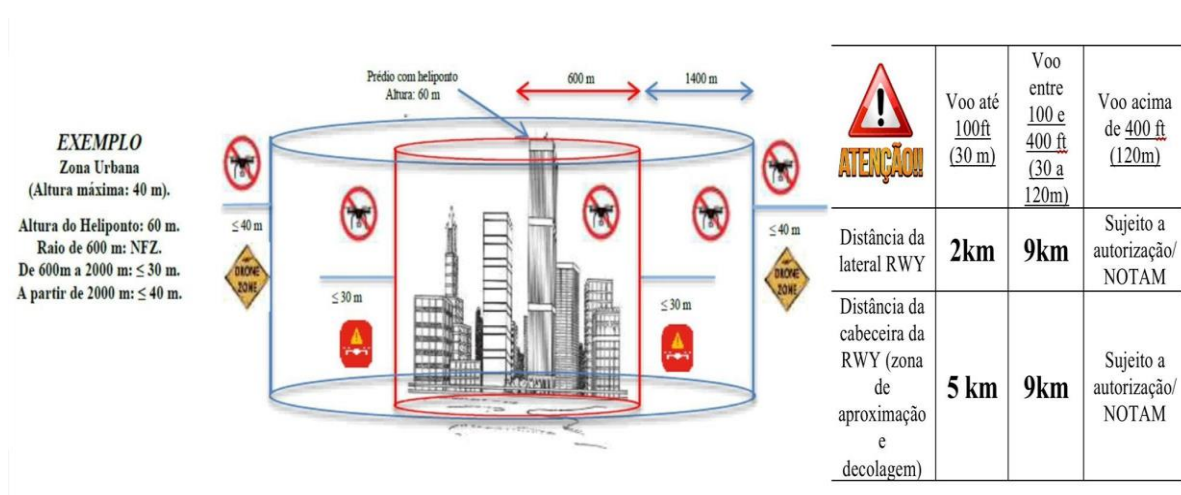 EXEMPLO
Zona Urbana
(Altura máxima: 40 m).
Altura do Heliponto: 60 m.
Raio de 600 m: NFZ.
De 600m a 2000 m: ≤ 30 m.
A partir de 2000 m: ≤ 40 m.
Prédio com heliponto
Altura: 60 m
600 m
1400 m
≤ 40 m
DRONE
ZONE
≤ 30 m
≤ 30 m
≤ 40 m
DRONE
ZONE
ATENÇÃO!!
Voo até
100ft
(30 m)
Voo
entre
100 e
400 ft
(30 a
120m)
Voo acima
de 400 ft
(120m)
Distância da
lateral RWY
2km
9km
Sujeito a
autorização/
NOTAM
Distância da
cabeceira da
RWY (zona
de
aproximação
e
decolagem)
5 km
9km
Sujeito a
autorização/
NOTAM